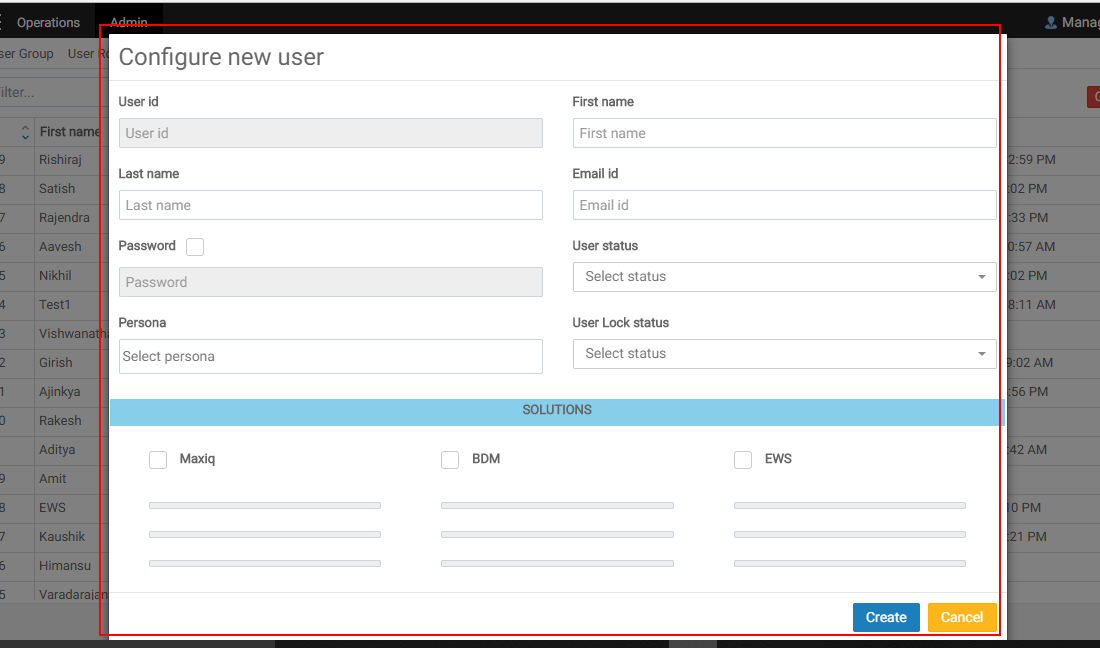 Operations Admin Manag
ser Group User Ro
Configure new user
ilter...
User id First name
User id First name
First name
Last name Email id
Last name Email id
Password User status
Password Select status
Persona User Lock status
Select persona Select status
SOLUTIONS
Maxiq BDM EWS
9 Rishiraj 2:59 PM
8 Satish :02 PM
7 Rajendra :33 PM
6 Aavesh 0:57 AM
5 Nikhil :02 PM
4 Test1 8:11 AM
3 Vishwanatha
2 Girish 9:02 AM
1 Ajinkya :56 PM
0 Rakesh
Aditya :42 AM
9 Amit
8 EWS 10 PM
7 Kaushik :21 PM
6 Himansu
5 Varadarajan
Create Cancel